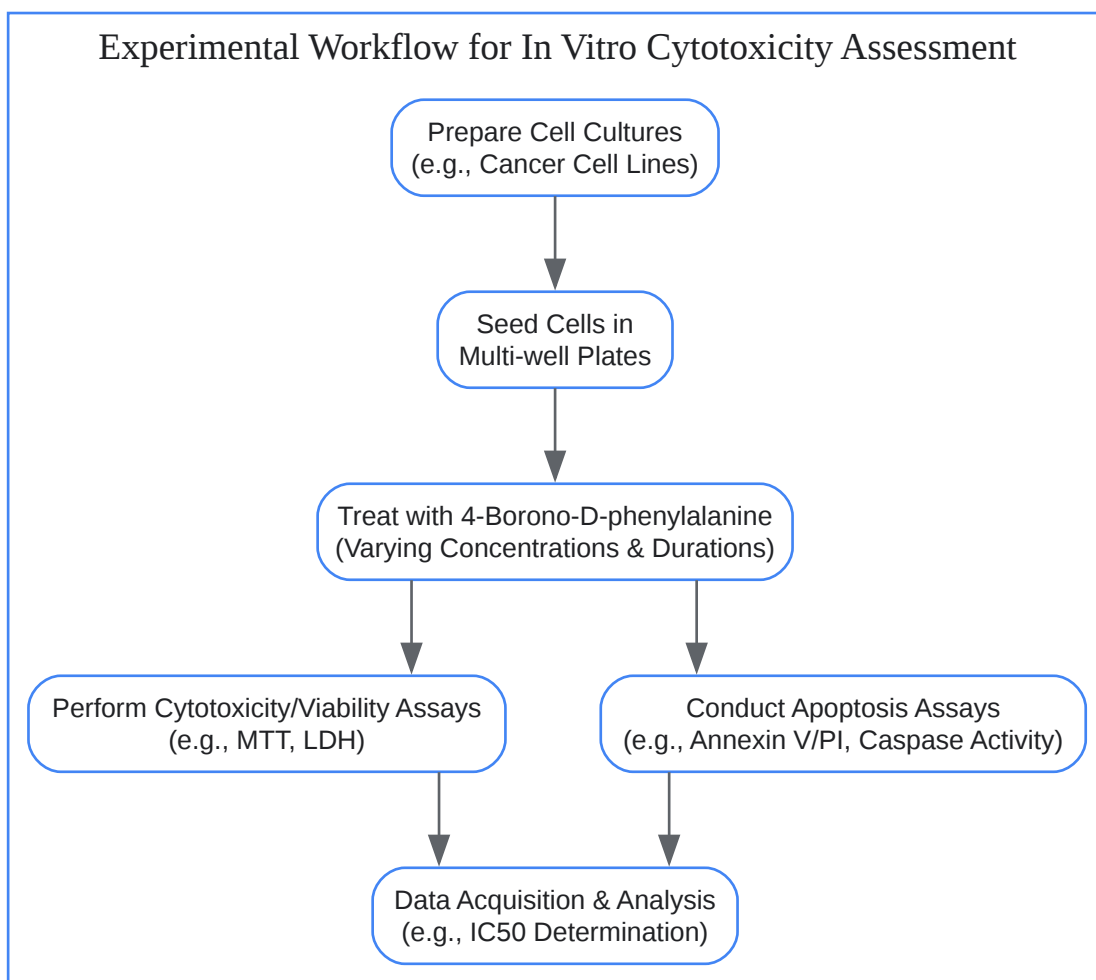 Experimental Workflow for In Vitro Cytotoxicity Assessment
Prepare Cell Cultures
(e.g., Cancer Cell Lines)
Seed Cells in
Multi-well Plates
Treat with 4-Borono-D-phenylalanine
(Varying Concentrations & Durations)
Perform Cytotoxicity/Viability Assays
(e.g., MTT, LDH)
Conduct Apoptosis Assays
(e.g., Annexin V/PI, Caspase Activity)
Data Acquisition & Analysis
(e.g., IC50 Determination)